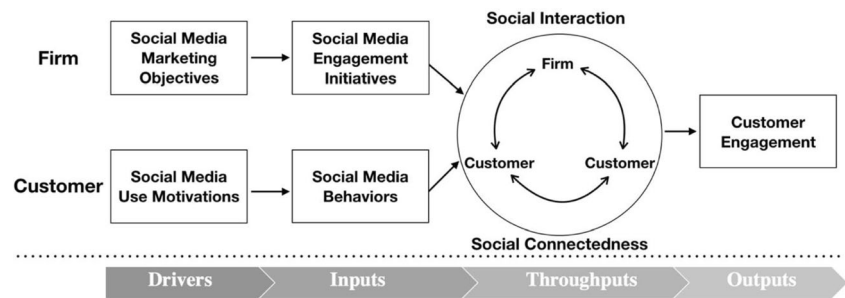 Social Interaction
Firm
Social Media
Marketing
Objectives
Social Media
Engagement
Initiatives
Firm
Customer
Customer
Customer
Engagement
Customer
Social Media
Use Motivations
Social Media
Behaviors
Social Connectedness
Drivers
Inputs
Throughputs
Outputs